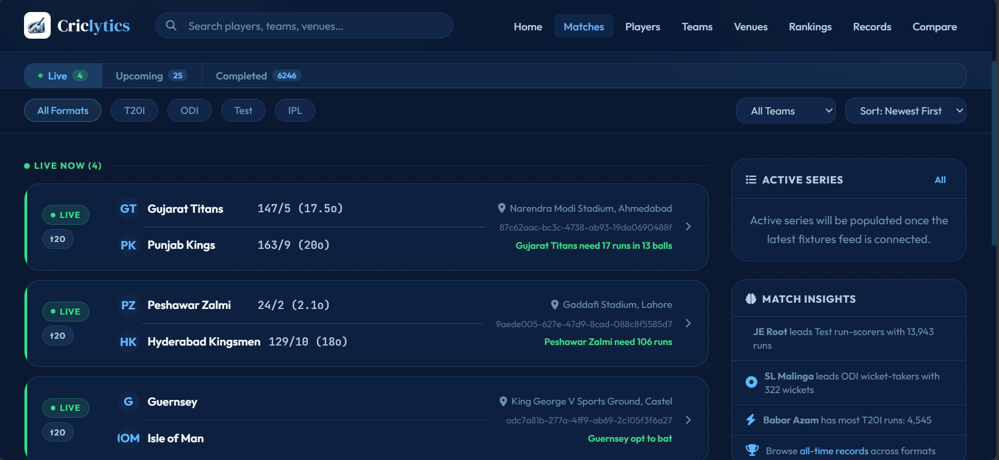 Criclytics
Search players, teams, venues...
Home
Matches
Players
Teams
Venues
Rankings
Records
Compare
Live 4
Upcoming 25
Completed 6246
All Formats
T20I
ODI
Test
IPL
All Teams
Sort: Newest First
LIVE NOW (4)
LIVE
t20
GT Gujarat Titans 147/5 (17.5o)
PK Punjab Kings 163/9 (20o)
Narendra Modi Stadium, Ahmedabad
87c62aac-bc3c-4738-ab93-19da0690488f
Gujarat Titans need 17 runs in 13 balls
LIVE
t20
PZ Peshawar Zalmi 24/2 (2.1o)
HK Hyderabad Kingsmen 129/10 (18o)
Gaddafi Stadium, Lahore
9aede005-627e-47d9-8cad-088c8f5585d7
Peshawar Zalmi need 106 runs
LIVE
t20
G Guernsey
IOM Isle of Man
King George V Sports Ground, Castel
adc7a81b-277a-4ff9-ab69-2c105f3f6a27
Guernsey opt to bat
ACTIVE SERIES
All
Active series will be populated once the
latest fixtures feed is connected.
MATCH INSIGHTS
JE Root leads Test run-scorers with 13,943
runs
SL Malinga leads ODI wicket-takers with
322 wickets
Babar Azam has most T20I runs: 4,545
Browse all-time records across formats